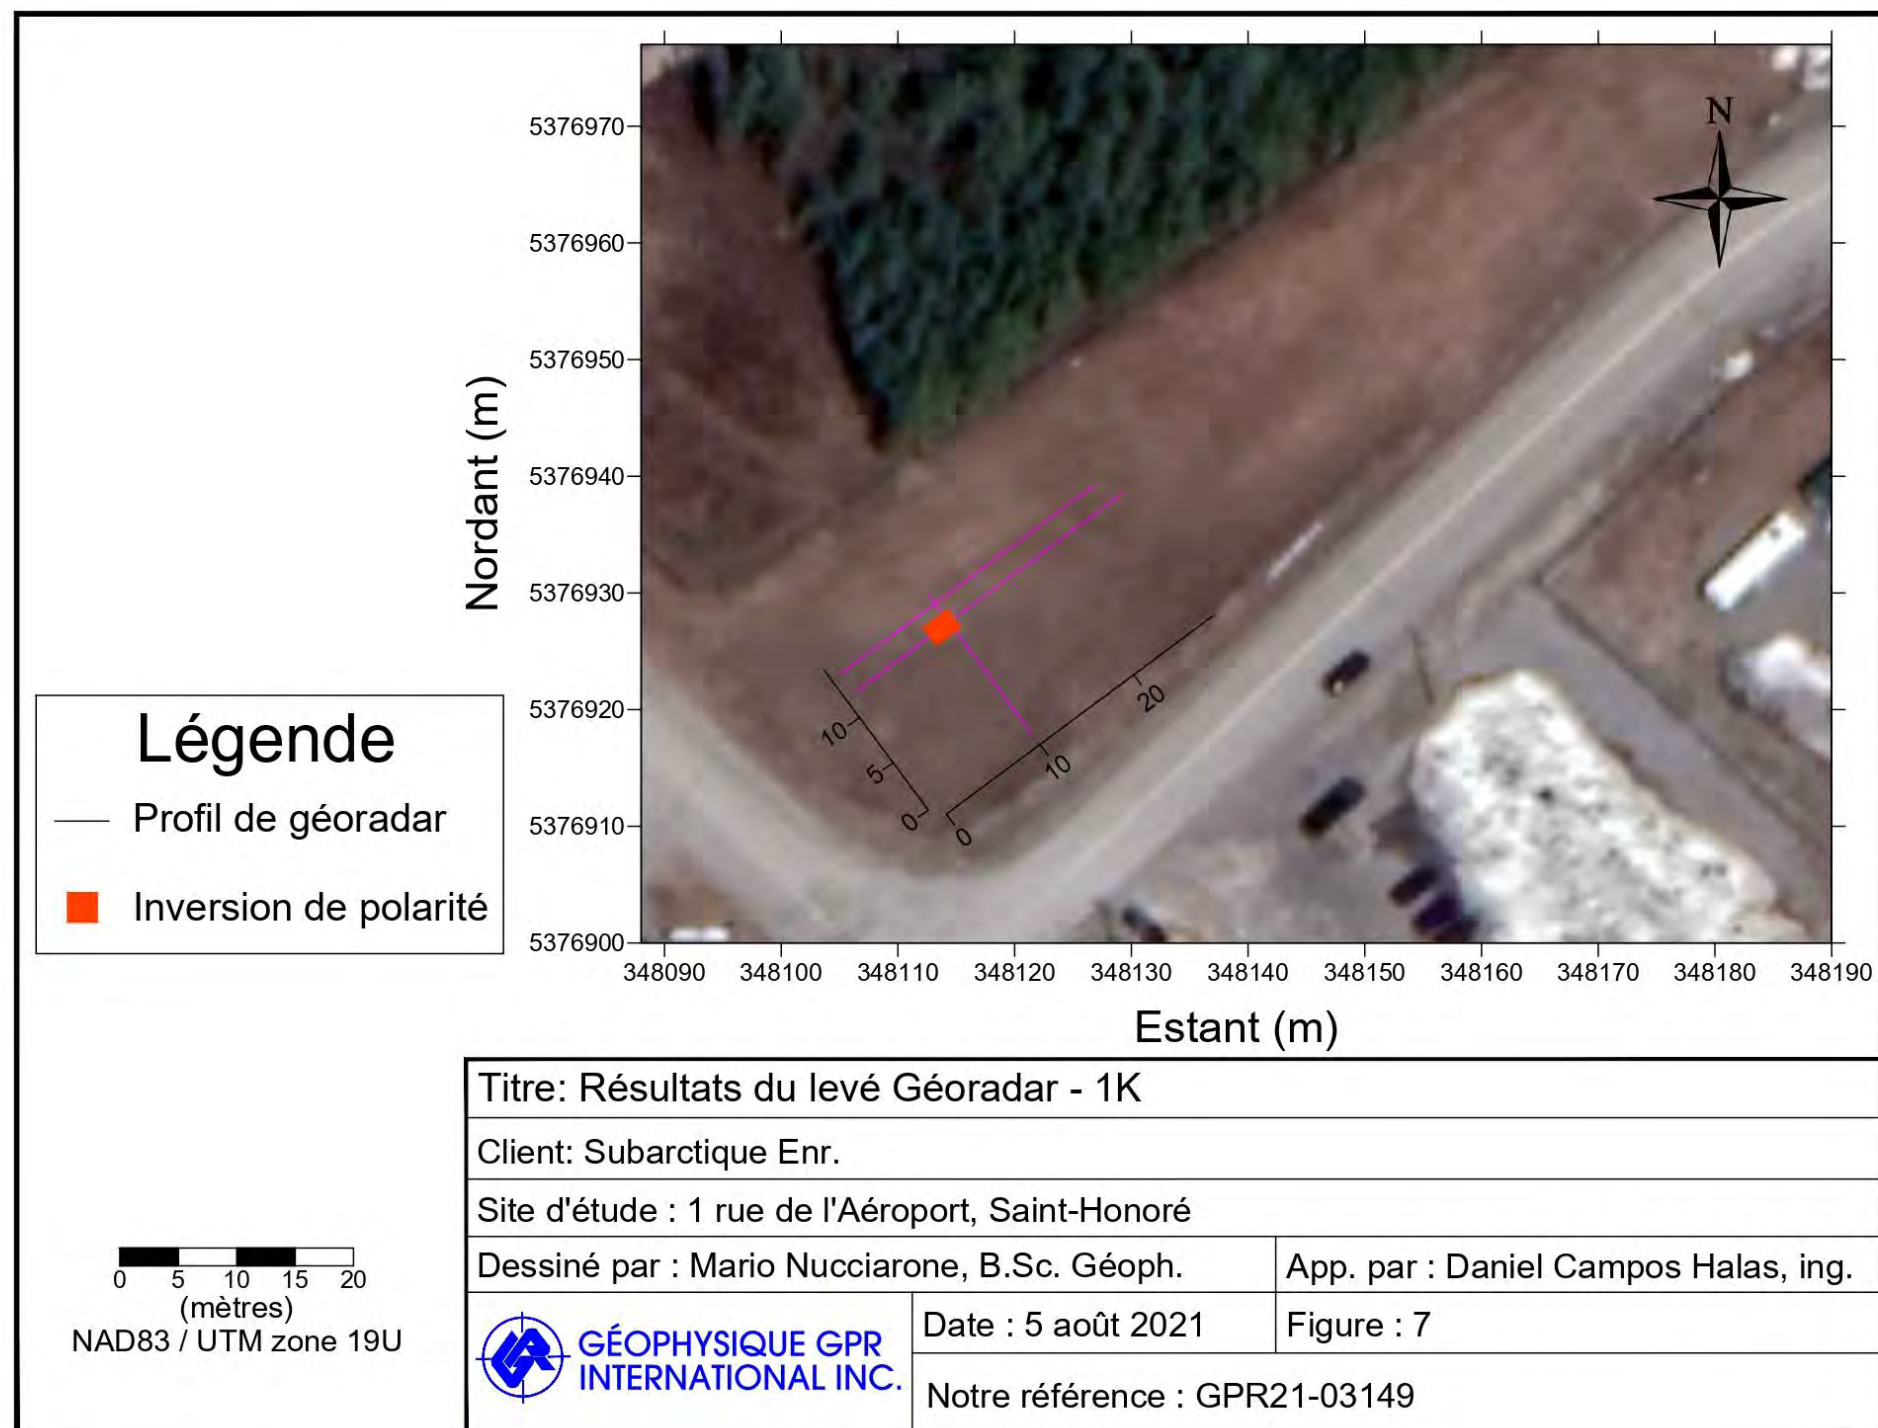 N
5376970
5376960
5376950
5376940
5376930
5376920
5376910
5376900
Nordant (m)
10
5
0
0
10
20
348090 348100 348110 348120 348130 348140 348150 348160 348170 348180 348190
Estant (m)
Légende
Profil de géoradar
Inversion de polarité
0 5 10 15 20
(mètres)
NAD83 / UTM zone 19U
Titre: Résultats du levé Géoradar - 1K
Client: Subarctique Enr.
Site d'étude : 1 rue de l'Aéroport, Saint-Honoré
Dessiné par : Mario Nucciarone, B.Sc. Géoph.
App. par : Daniel Campos Halas, ing.
GÉOPHYSIQUE GPR
INTERNATIONAL INC.
Date : 5 août 2021
Figure : 7
Notre référence : GPR21-03149